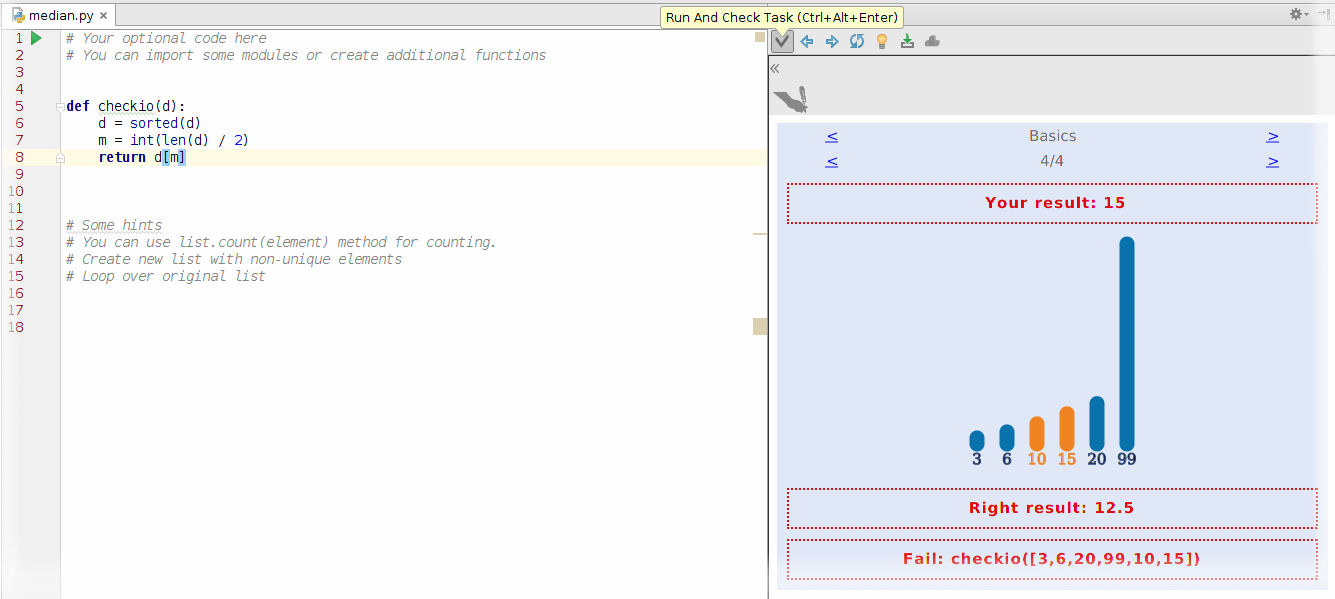 median.py
Run And Check Task (Ctrl+Alt+Enter)
1 # Your optional code here
2 # You can import some modules or create additional functions
3
4
5 def checkio(d):
6 d = sorted(d)
7 m = int(len(d) / 2)
8 return d[m]
9
10
11
12 # Some hints
13 # You can use list.count(element) method for counting.
14 # Create new list with non-unique elements
15 # Loop over original list
16
17
18
«
< Basics >
< 4/4 >
Your result: 15
3 6 10 15 20 99
Right result: 12.5
Fail: checkio([3,6,20,99,10,15])